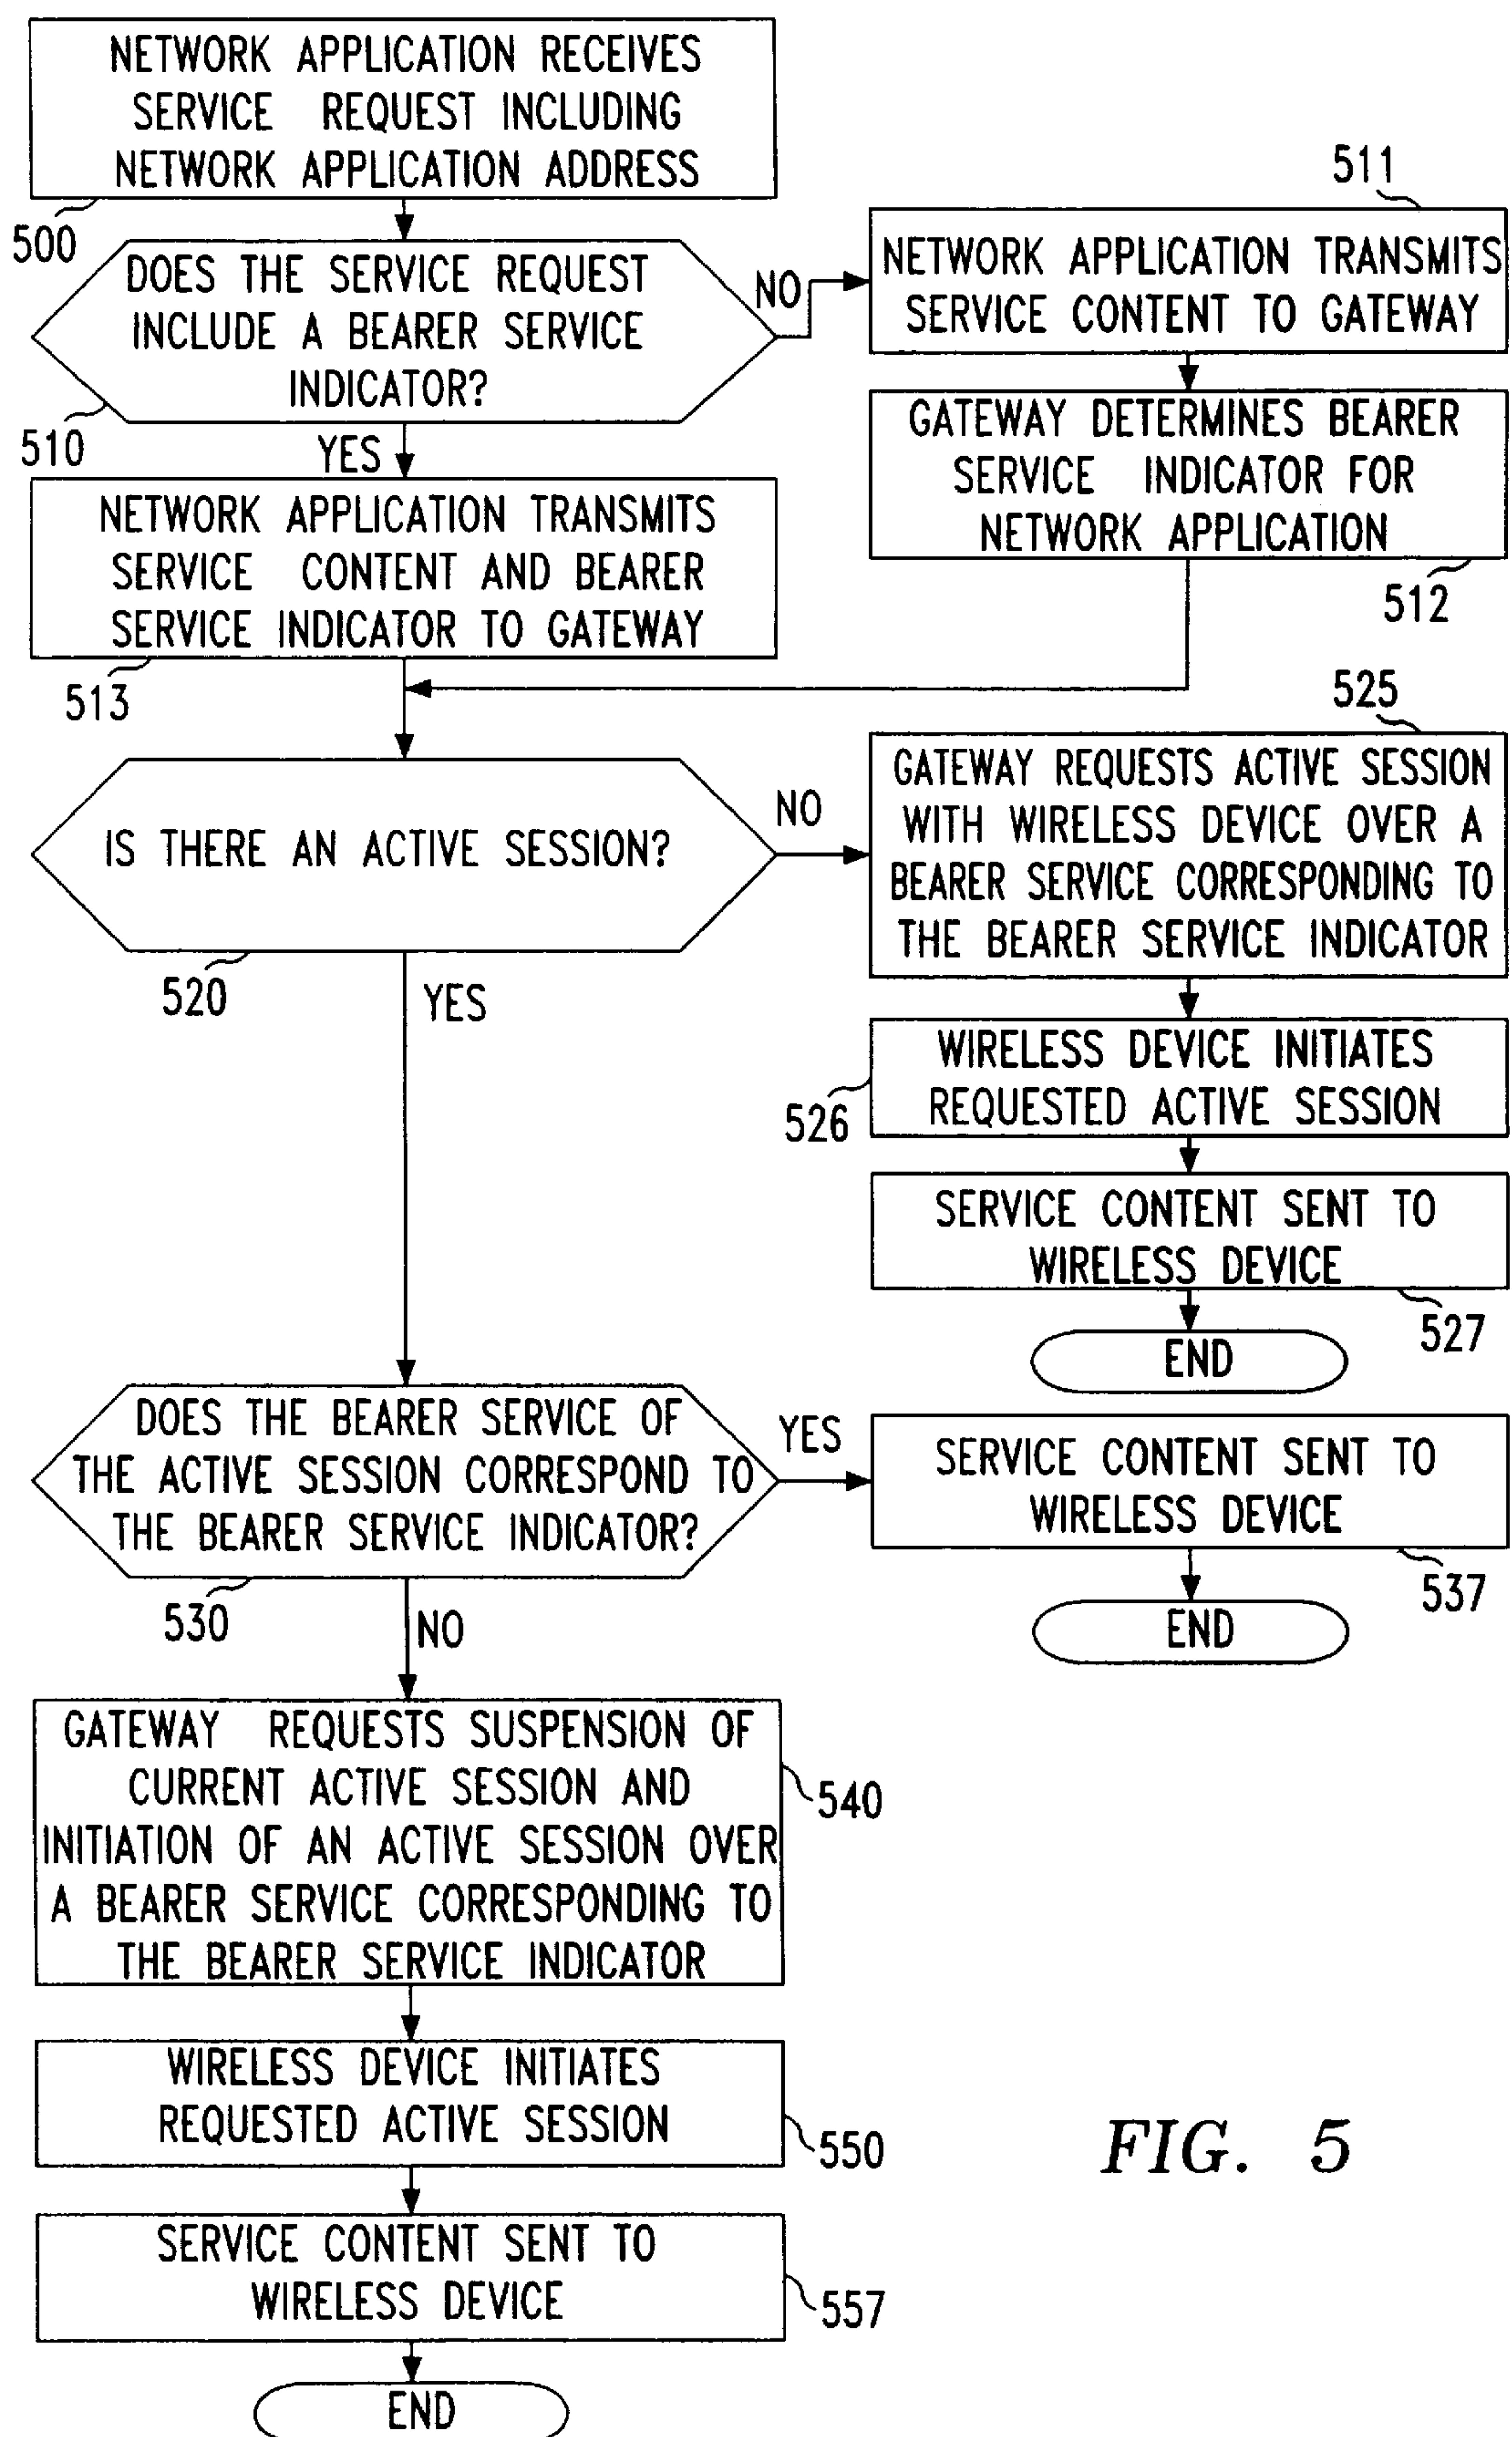 NETWORK APPLICATION RECEIVES
SERVICE REQUEST INCLUDING
NETWORK APPLICATION ADDRESS
500
DOES THE SERVICE REQUEST
INCLUDE A BEARER SERVICE
INDICATOR?
510
NO
YES
511
NETWORK APPLICATION TRANSMITS
SERVICE CONTENT TO GATEWAY
GATEWAY DETERMINES BEARER
SERVICE INDICATOR FOR
NETWORK APPLICATION
512
NETWORK APPLICATION TRANSMITS
SERVICE CONTENT AND BEARER
SERVICE INDICATOR TO GATEWAY
513
IS THERE AN ACTIVE SESSION?
520
NO
YES
525
GATEWAY REQUESTS ACTIVE SESSION
WITH WIRELESS DEVICE OVER A
BEARER SERVICE CORRESPONDING TO
THE BEARER SERVICE INDICATOR
WIRELESS DEVICE INITIATES
REQUESTED ACTIVE SESSION
526
SERVICE CONTENT SENT TO
WIRELESS DEVICE
527
END
DOES THE BEARER SERVICE OF
THE ACTIVE SESSION CORRESPOND TO
THE BEARER SERVICE INDICATOR?
530
YES
NO
SERVICE CONTENT SENT TO
WIRELESS DEVICE
537
END
GATEWAY REQUESTS SUSPENSION OF
CURRENT ACTIVE SESSION AND
INITIATION OF AN ACTIVE SESSION OVER
A BEARER SERVICE CORRESPONDING TO
THE BEARER SERVICE INDICATOR
540
WIRELESS DEVICE INITIATES
REQUESTED ACTIVE SESSION
550
SERVICE CONTENT SENT TO
WIRELESS DEVICE
557
END
FIG. 5